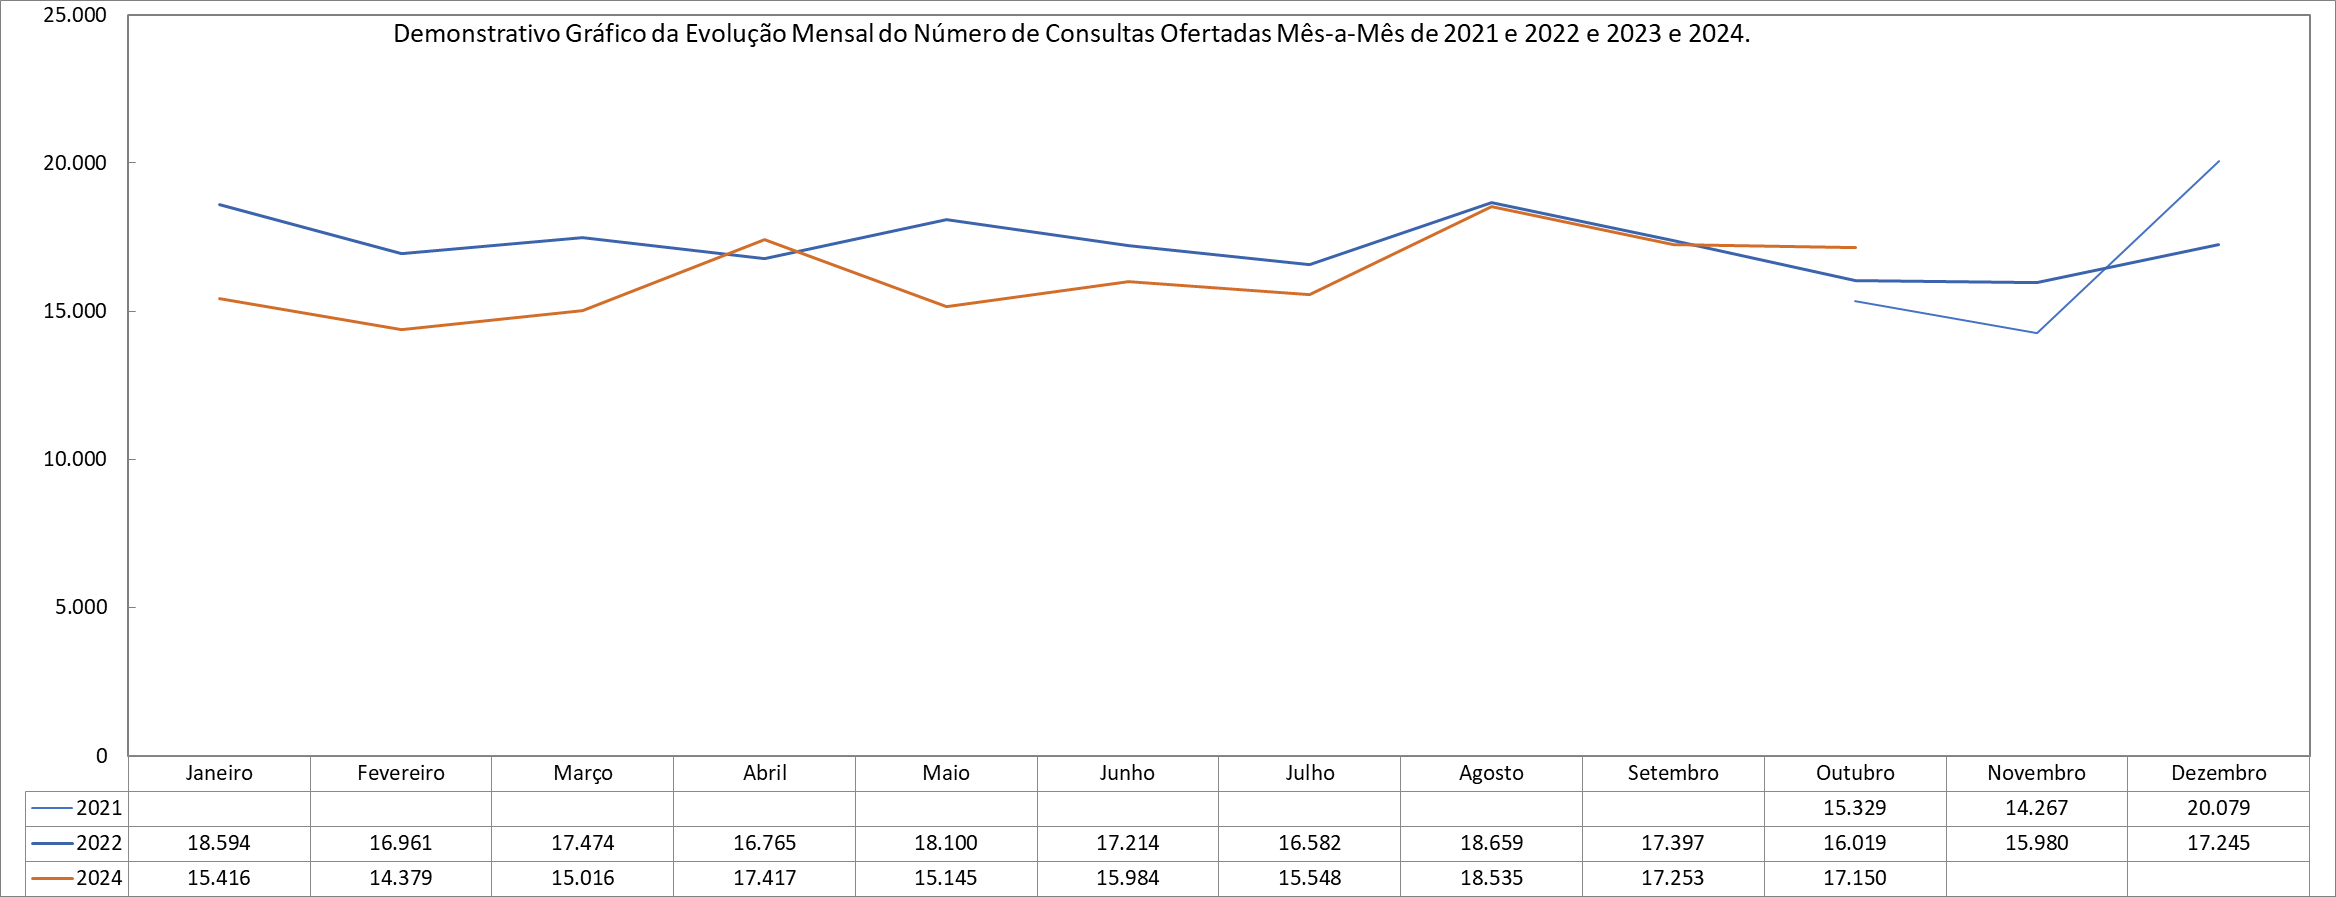 Demonstrativo Gráfico da Evolução Mensal do Número de Consultas Ofertadas Mês-a-Mês de 2021 e 2022 e 2023 e 2024.
25.000
20.000
15.000
10.000
5.000
0
Janeiro Fevereiro Março Abril Maio Junho Julho Agosto Setembro Outubro Novembro Dezembro
2021 15.329 14.267 20.079
2022 18.594 16.961 17.474 16.765 18.100 17.214 16.582 18.659 17.397 16.019 15.980 17.245
2024 15.416 14.379 15.016 17.417 15.145 15.984 15.548 18.535 17.253 17.150